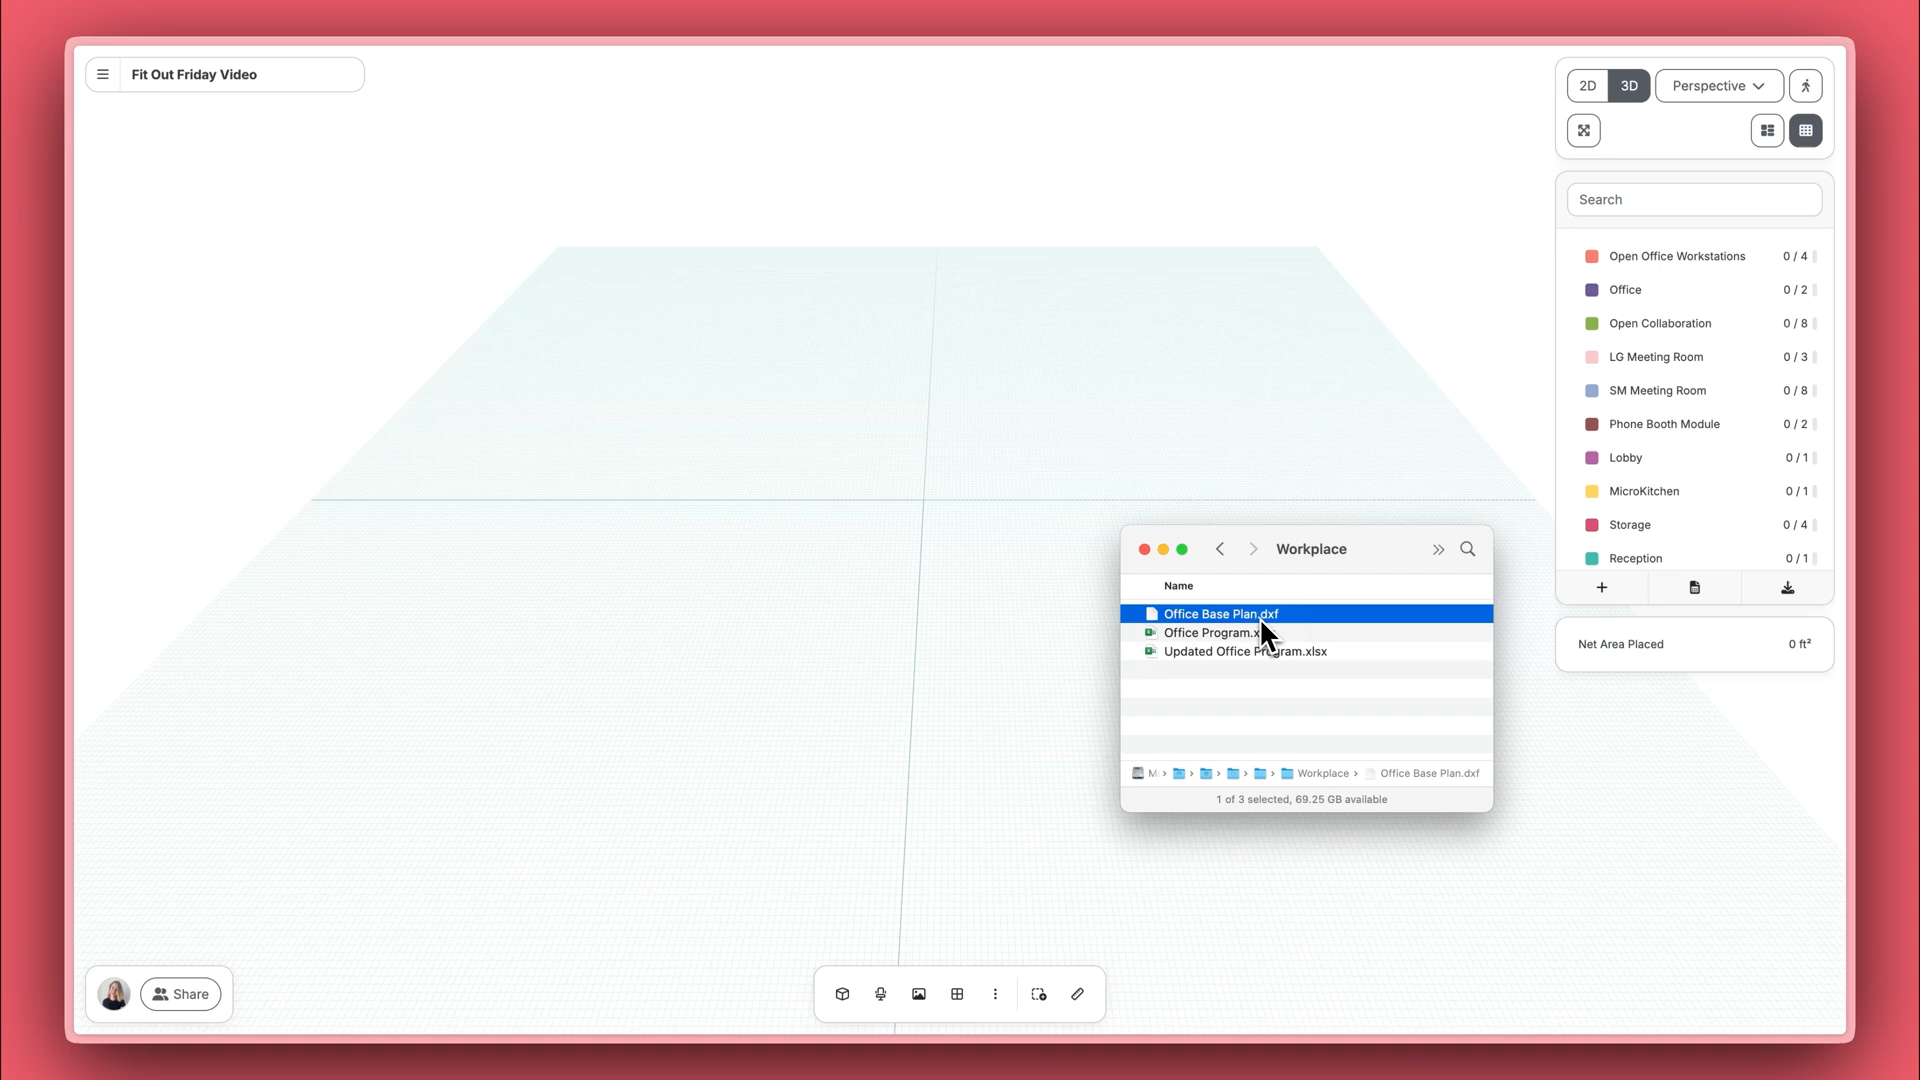 Fit Out Friday Video
2D 3D Perspective
Search
Open Office Workstations 0 / 4
Office 0 / 2
Open Collaboration 0 / 8
LG Meeting Room 0 / 3
SM Meeting Room 0 / 8
Phone Booth Module 0 / 2
Lobby 0 / 1
MicroKitchen 0 / 1
Storage 0 / 4
Reception 0 / 1
Net Area Placed 0 ft²
Workplace
Name
Office Base Plan.dxf
Office Program.x
Updated Office Program.xlsx
M › Workplace › Office Base Plan.dxf
1 of 3 selected, 69.25 GB available
Share